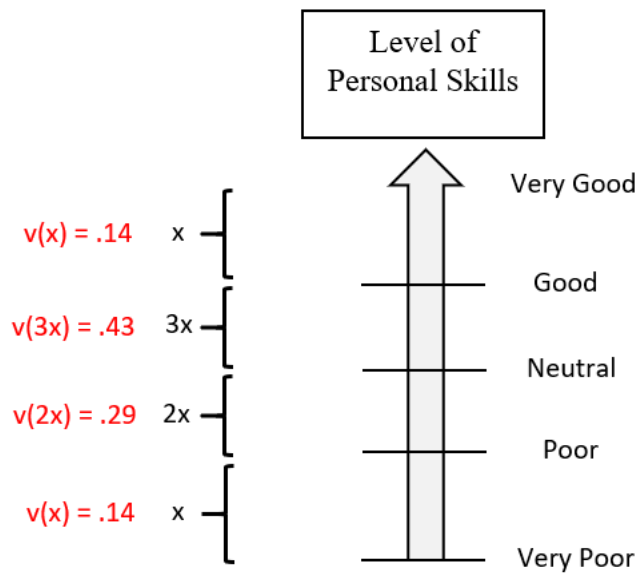 Level of
Personal Skills
Very Good
v(x) = .14 x
Good
v(3x) = .43 3x
Neutral
v(2x) = .29 2x
Poor
v(x) = .14 x
Very Poor